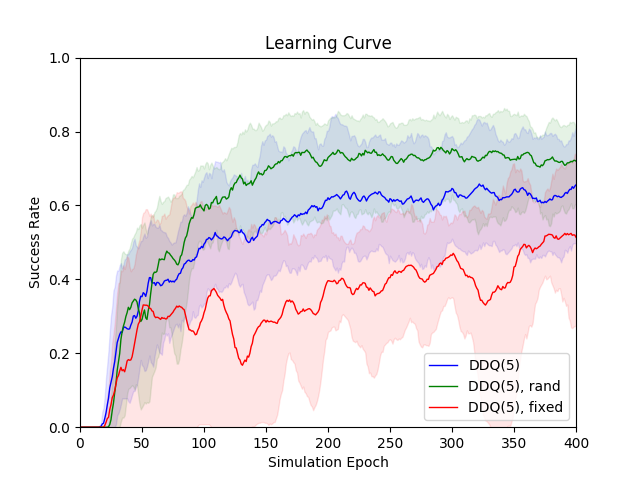 Learning Curve
1.0
0.8
0.6
0.4
0.2
0.0
Success Rate
0 50 100 150 200 250 300 350 400
Simulation Epoch
DDQ(5)
DDQ(5), rand
DDQ(5), fixed